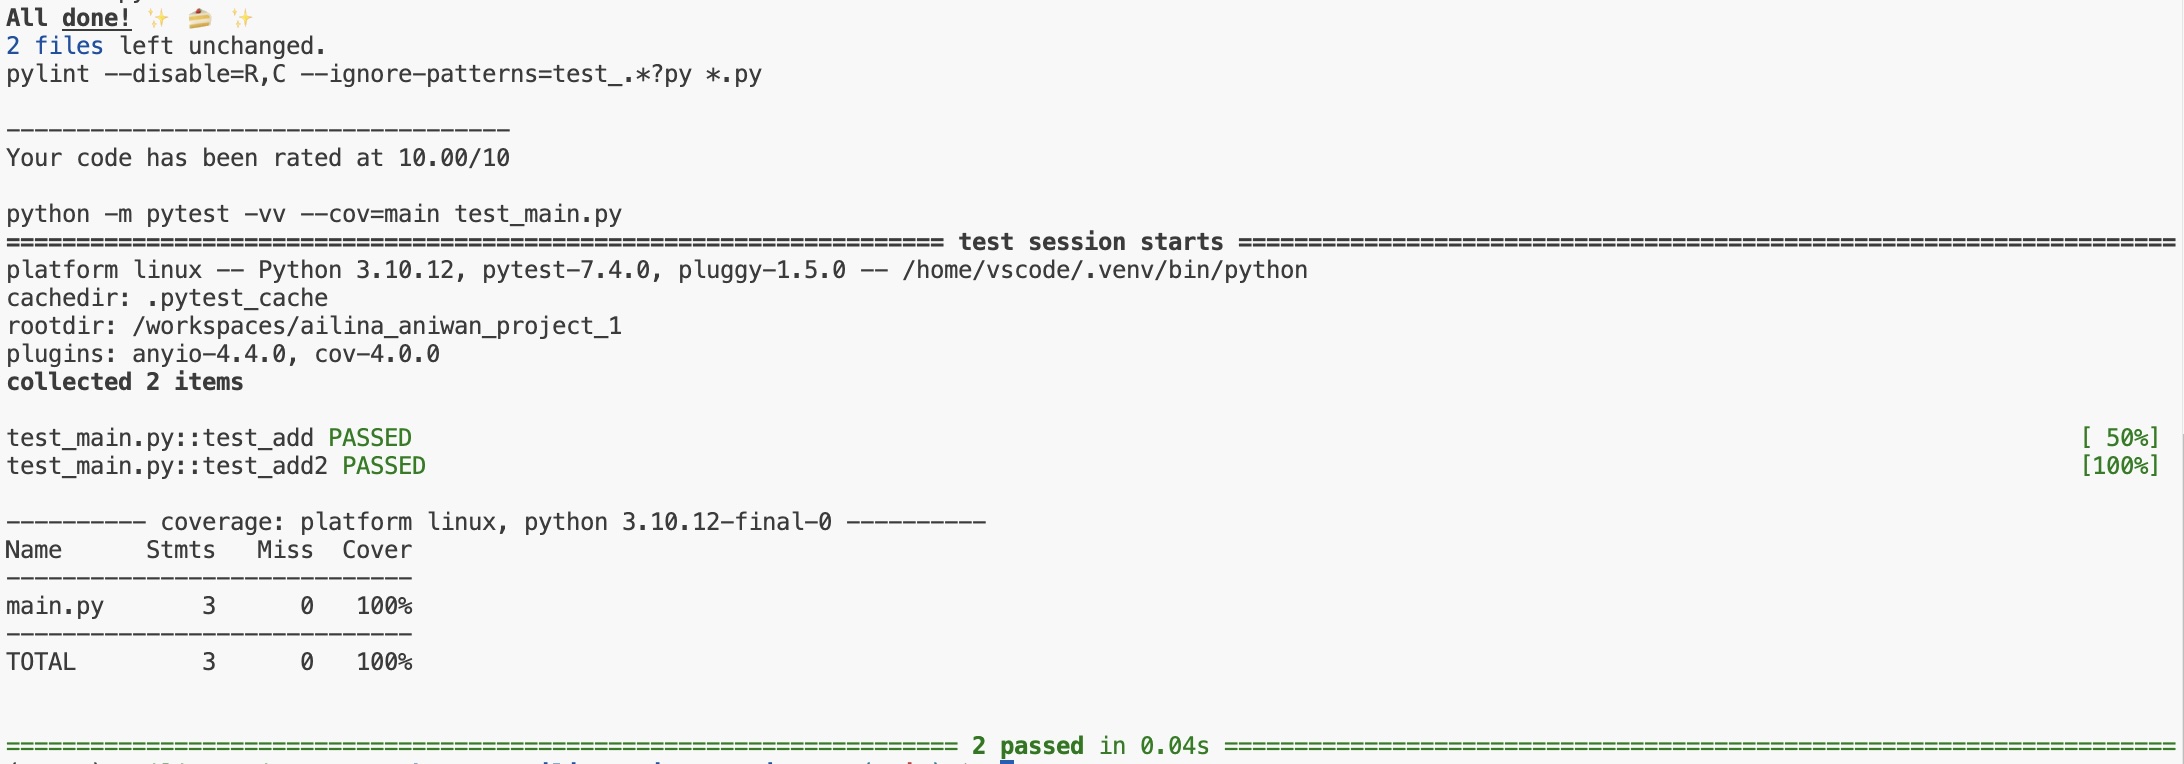 All done! ✨ 🍰 ✨
2 files left unchanged.
pylint --disable=R,C --ignore-patterns=test_.*?py *.py
------------------------------------
Your code has been rated at 10.00/10
python -m pytest -vv --cov=main test_main.py
=================================================================== test session starts ===================================================================
platform linux -- Python 3.10.12, pytest-7.4.0, pluggy-1.5.0 -- /home/vscode/.venv/bin/python
cachedir: .pytest_cache
rootdir: /workspaces/ailina_aniwan_project_1
plugins: anyio-4.4.0, cov-4.0.0
collected 2 items
test_main.py::test_add PASSED [ 50%]
test_main.py::test_add2 PASSED [100%]
---------- coverage: platform linux, python 3.10.12-final-0 ----------
Name      Stmts   Miss  Cover
-----------------------------
main.py       3      0   100%
-----------------------------
TOTAL         3      0   100%
==================================================================== 2 passed in 0.04s ====================================================================